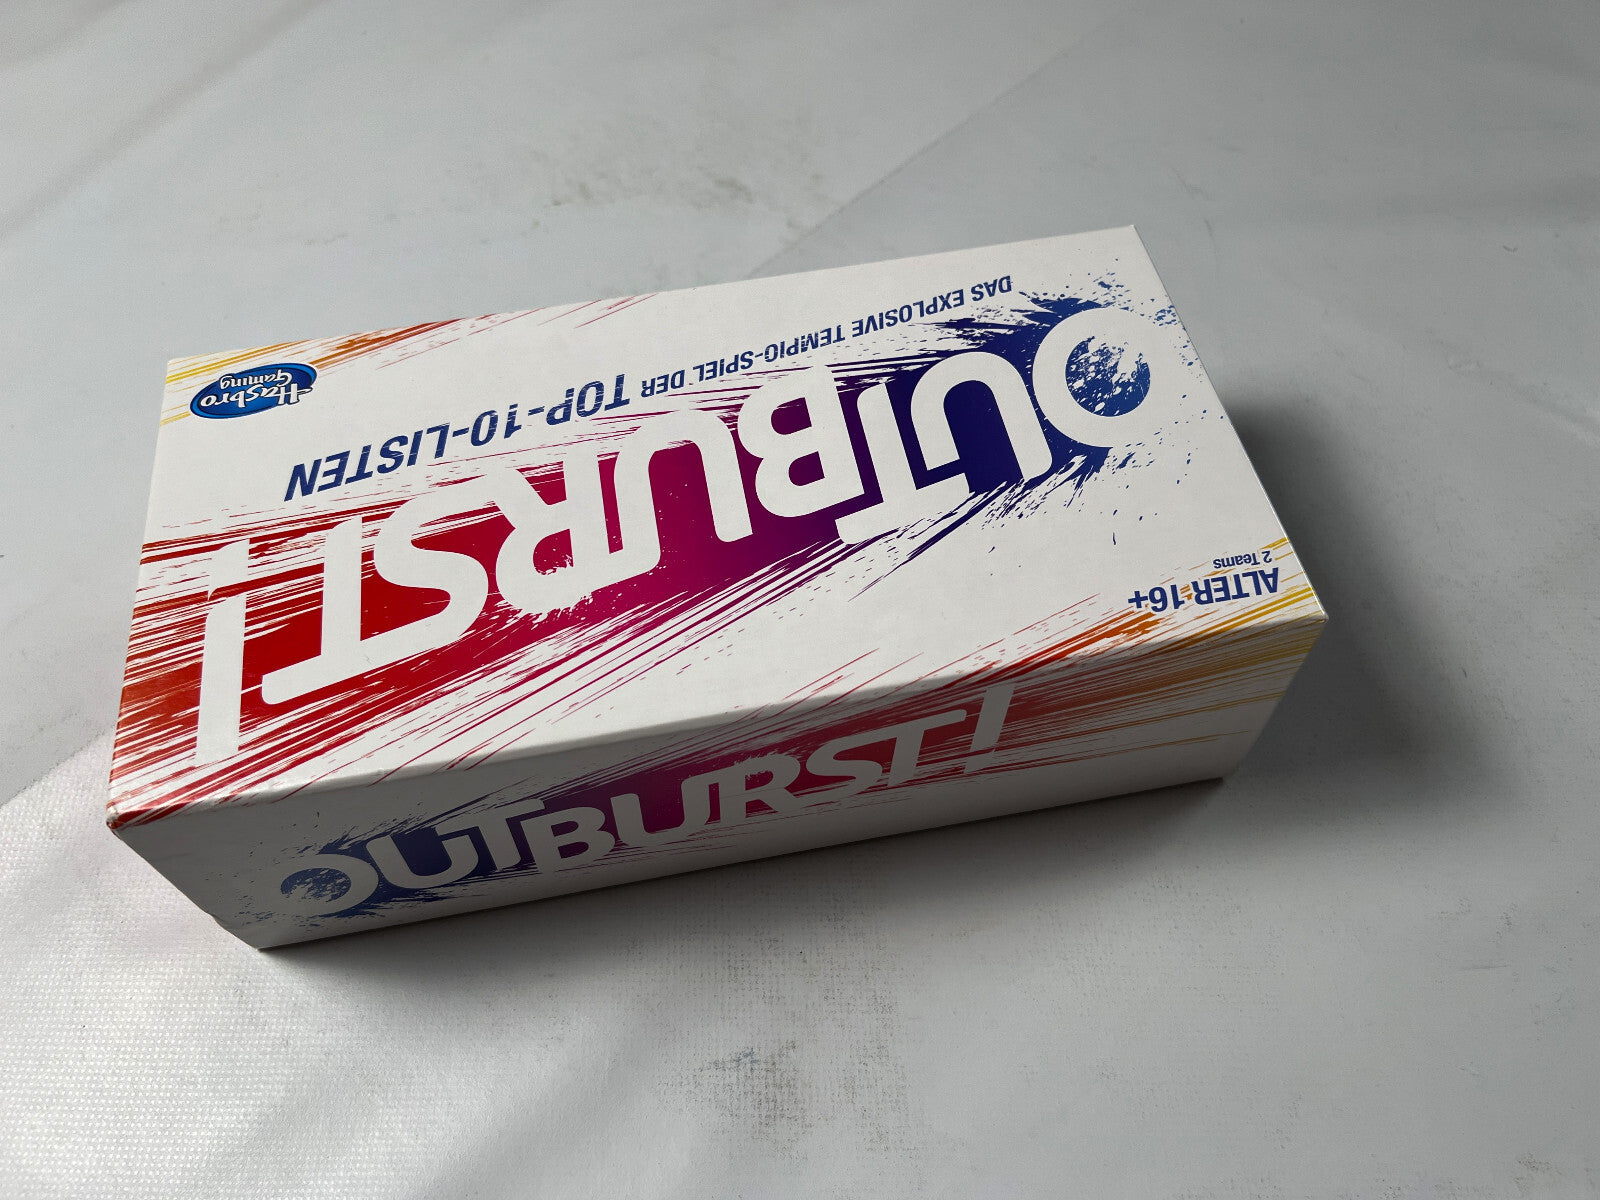 OUTBURST!
DAS EXPLOSIVE TEMPIO-SPIEL DER TOP-10-LISTEN
Hasbro
Gaming
ALTER 16+
2 Teams
OUTBURST!